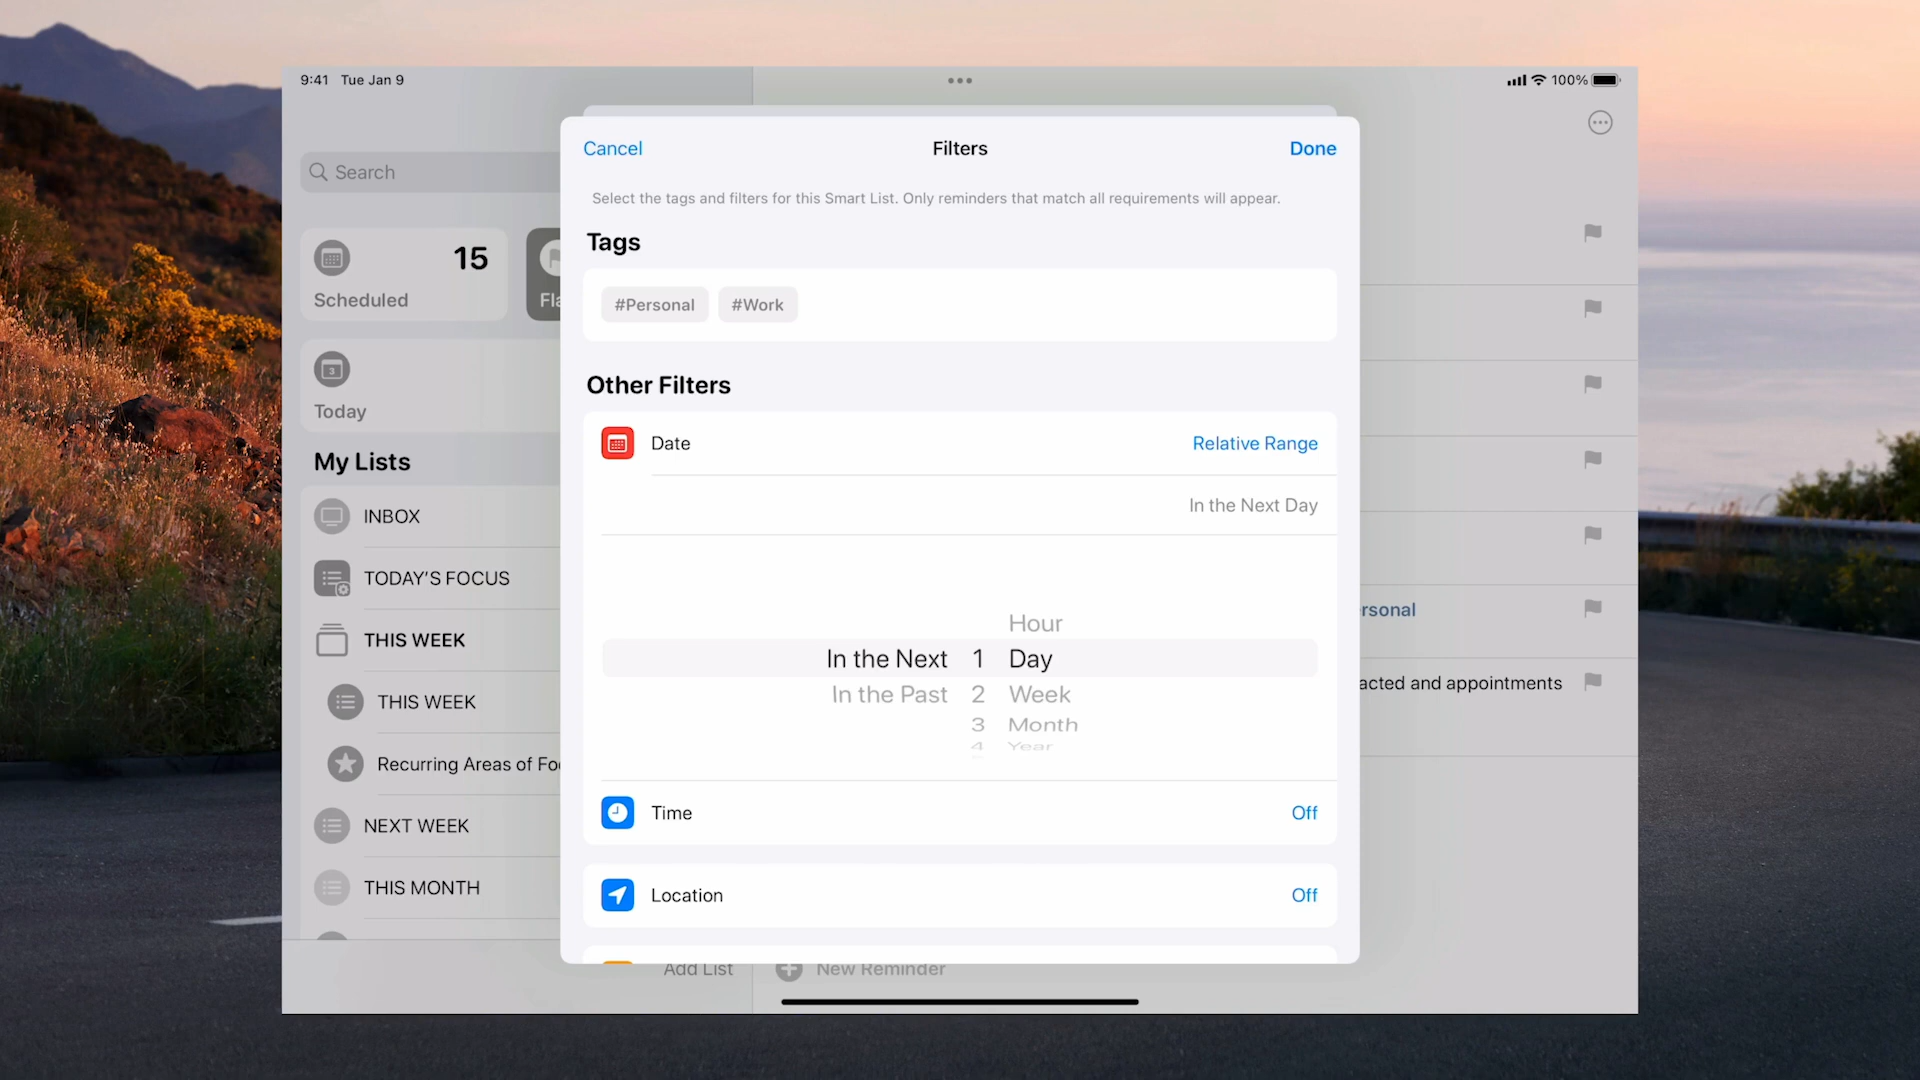 9:41 Tue Jan 9
100%
Search
15
Scheduled
Today
3
My Lists
INBOX
TODAY'S FOCUS
THIS WEEK
THIS WEEK
Recurring Areas of
NEXT WEEK
THIS MONTH
Add List
New Reminder
Cancel
Filters
Done
Select the tags and filters for this Smart List. Only reminders that match all requirements will appear.
Tags
#Personal #Work
Other Filters
Date
Relative Range
In the Next Day
Hour
In the Next 1 Day
In the Past 2 Week
3 Month
4 Year
Time
Off
Location
Off
rsonal
acted and appointments